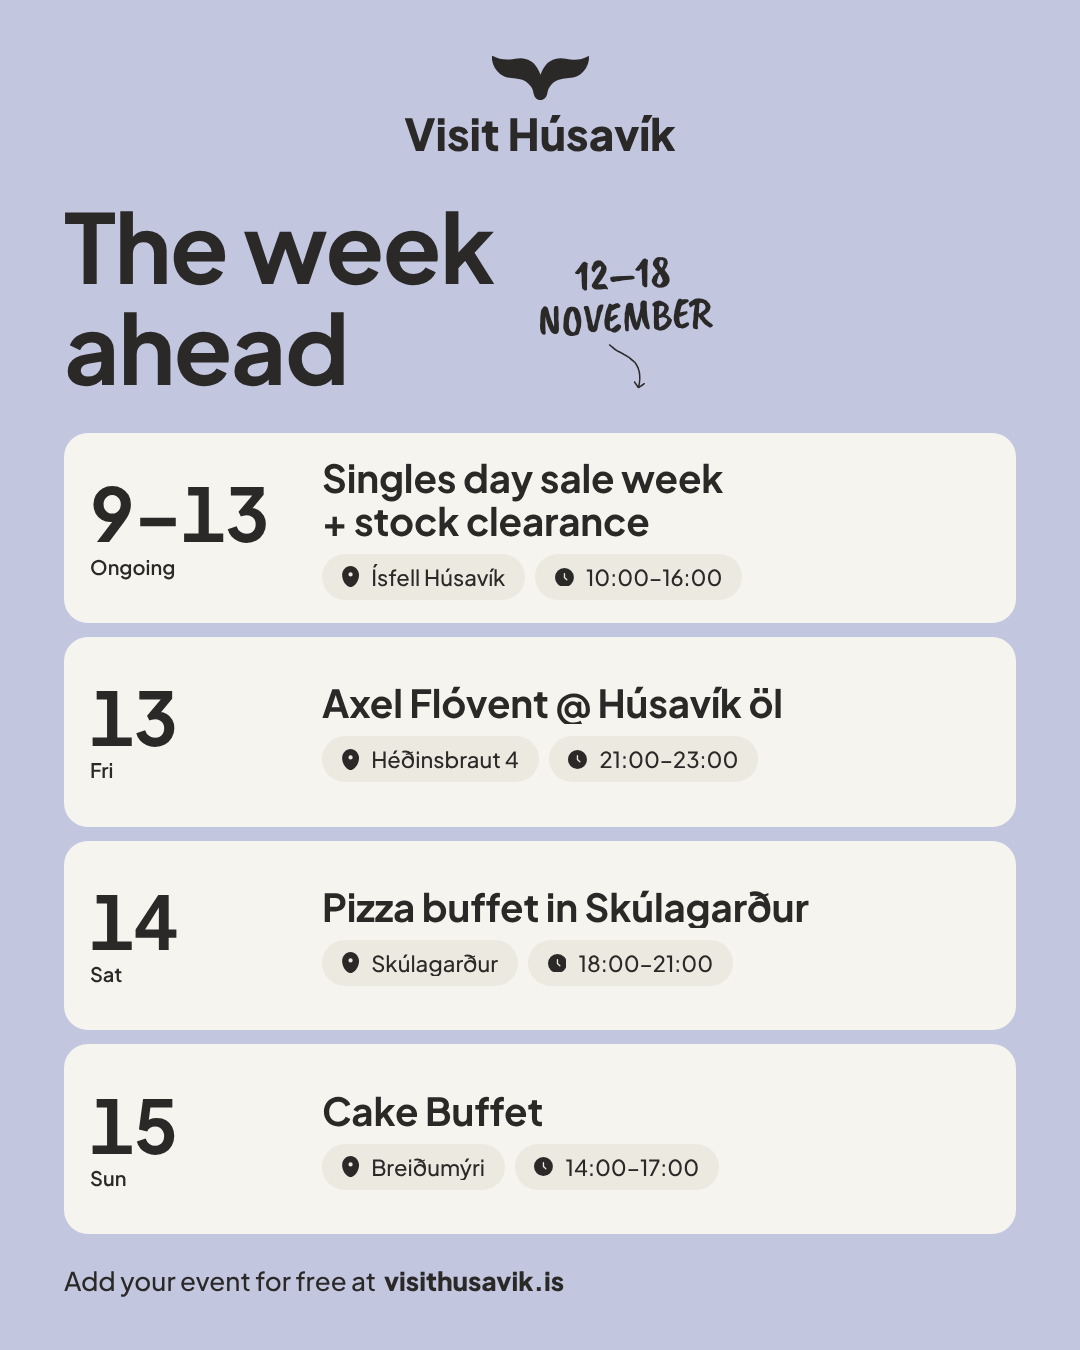 Visit Húsavík
The week
ahead
12–18
NOVEMBER
9–13
Ongoing
Singles day sale week
+ stock clearance
Ísfell Húsavík
10:00–16:00
13
Fri
Axel Flóvent @ Húsavík öl
Héðinsbraut 4
21:00–23:00
14
Sat
Pizza buffet in Skúlagarður
Skúlagarður
18:00–21:00
15
Sun
Cake Buffet
Breiðumýri
14:00–17:00
Add your event for free at visithusavik.is